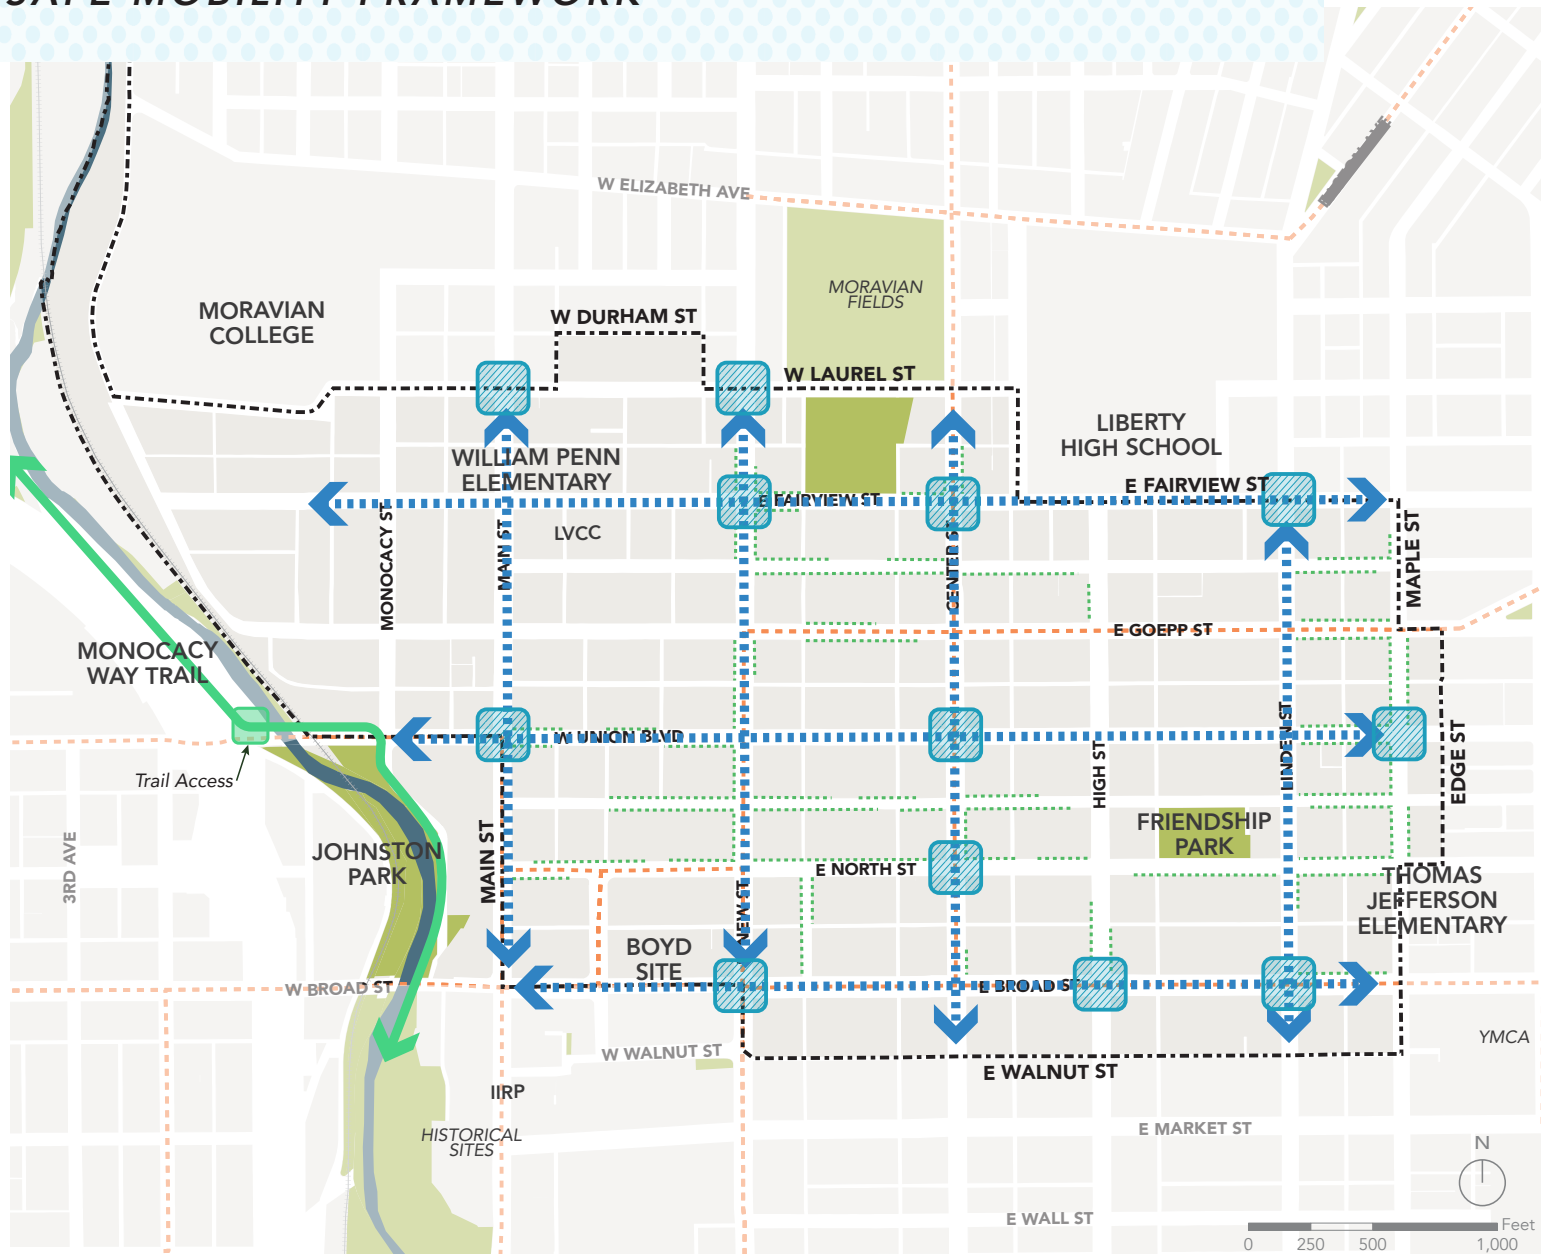 SAFE MOBILITY FRAMEWORK
W ELIZABETH AVE
MORAVIAN
FIELDS
MORAVIAN
COLLEGE
W DURHAM ST
W LAUREL ST
LIBERTY
HIGH SCHOOL
WILLIAM PENN
ELEMENTARY
E FAIRVIEW ST
E FAIRVIEW ST
LVCC
MONOCACY ST
MAIN ST
CENTER ST
MAPLE ST
E GOEPP ST
MONOCACY
WAY TRAIL
W UNION BLVD
LINDEN ST
HIGH ST
EDGE ST
Trail Access
FRIENDSHIP
PARK
JOHNSTON
PARK
3RD AVE
MAIN ST
E NORTH ST
NEW ST
THOMAS
JEFFERSON
ELEMENTARY
BOYD
SITE
W BROAD ST
E BROAD ST
YMCA
W WALNUT ST
E WALNUT ST
IIRP
HISTORICAL
SITES
E MARKET ST
N
E WALL ST
Feet
0 250 500 1,000